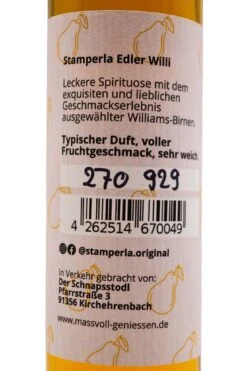 Stamperla Edler Willi
Leckere Spirituose mit dem
exquisiten und lieblichen
Geschmackserlebnis
ausgewählter Williams-Birnen.
Typischer Duft, voller
Fruchtgeschmack, sehr weich.
270 929
4 262514 670049
@stamperla.original
In Verkehr gebracht von:
Der Schnapsstodl
Pfarrstraße 3
91356 Kirchehrenbach
www.massvoll-geniessen.de